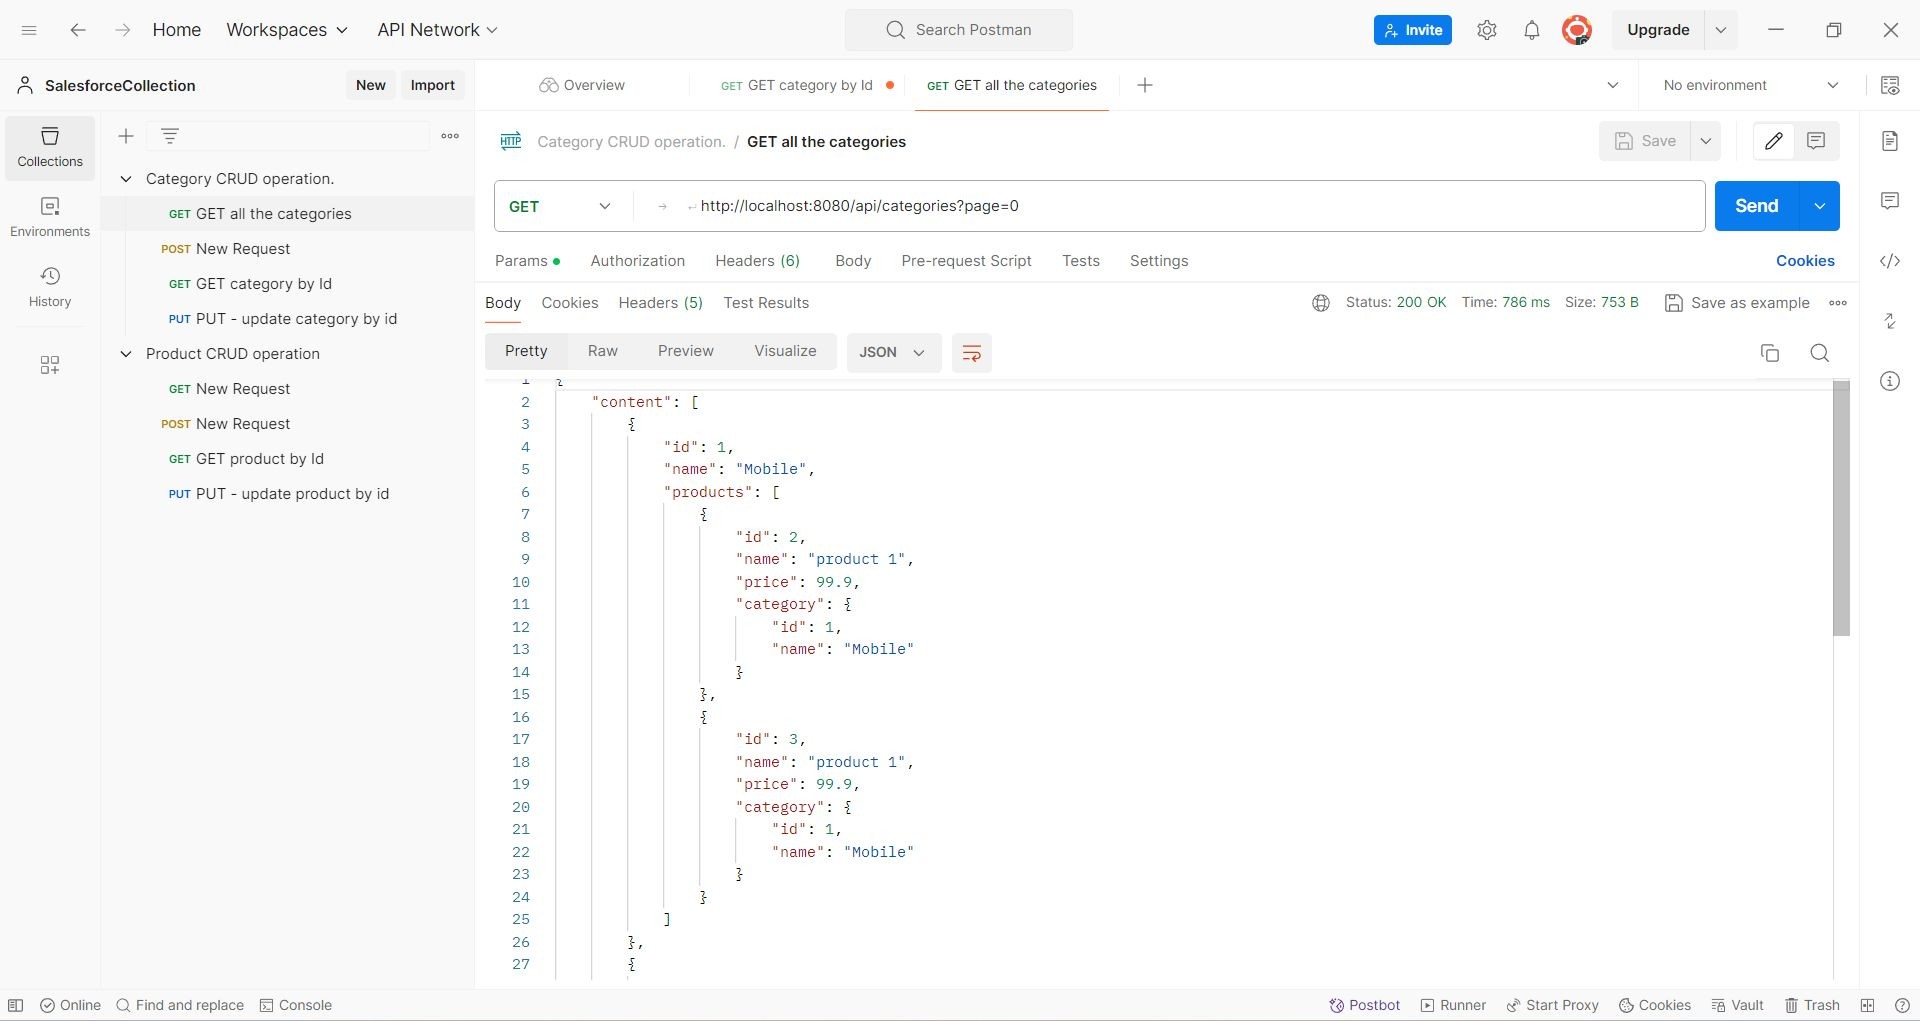 Home
Workspaces
API Network
Search Postman
Invite
Upgrade
SalesforceCollection
New
Import
Overview
GET GET category by Id
GET GET all the categories
No environment
Collections
Environments
History
Category CRUD operation.
GET GET all the categories
POST New Request
GET GET category by Id
PUT PUT - update category by id
Product CRUD operation
GET New Request
POST New Request
GET GET product by Id
PUT PUT - update product by id
HTTP Category CRUD operation. / GET all the categories
Save
GET
http://localhost:8080/api/categories?page=0
Send
Params
Authorization
Headers (6)
Body
Pre-request Script
Tests
Settings
Cookies
Body
Cookies
Headers (5)
Test Results
Status: 200 OK Time: 786 ms Size: 753 B
Save as example
Pretty
Raw
Preview
Visualize
JSON
1 {
2 "content": [
3 {
4 "id": 1,
5 "name": "Mobile",
6 "products": [
7 {
8 "id": 2,
9 "name": "product 1",
10 "price": 99.9,
11 "category": {
12 "id": 1,
13 "name": "Mobile"
14 }
15 },
16 {
17 "id": 3,
18 "name": "product 1",
19 "price": 99.9,
20 "category": {
21 "id": 1,
22 "name": "Mobile"
23 }
24 }
25 ]
26 },
27 {
Online
Find and replace
Console
Postbot
Runner
Start Proxy
Cookies
Vault
Trash